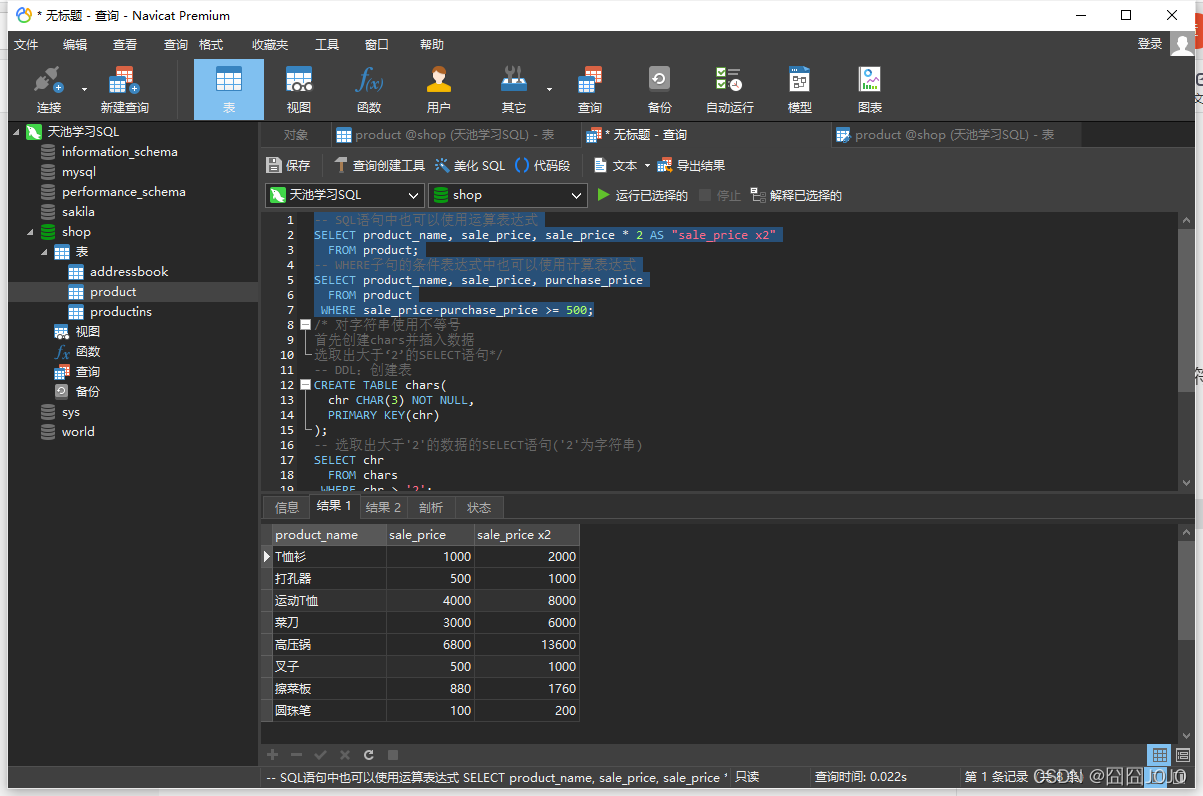 * 无标题 - 查询 - Navicat Premium
文件 编辑 查看 查询 格式 收藏夹 工具 窗口 帮助 登录
连接 新建查询 表 视图 函数 用户 其它 查询 备份 自动运行 模型 图表
天池学习SQL
information_schema
mysql
performance_schema
sakila
shop
表
addressbook
product
productins
视图
函数
查询
备份
sys
world
对象 product @shop (天池学习SQL) - 表 * 无标题 - 查询 product @shop (天池学习SQL) - 表
保存 查询创建工具 美化 SQL () 代码段 文本 导出结果
天池学习SQL shop 运行已选择的 停止 解释已选择的
1 -- SQL语句中也可以使用运算表达式
2 SELECT product_name, sale_price, sale_price * 2 AS "sale_price x2"
3 FROM product;
4 -- WHERE子句的条件表达式中也可以使用计算表达式
5 SELECT product_name, sale_price, purchase_price
6 FROM product
7 WHERE sale_price-purchase_price >= 500;
8 /* 对字符串使用不等号
9 首先创建chars并插入数据
10 选取出大于‘2’的SELECT语句*/
11 -- DDL：创建表
12 CREATE TABLE chars(
13 chr CHAR(3) NOT NULL,
14 PRIMARY KEY(chr)
15 );
16 -- 选取出大于'2'的数据的SELECT语句('2'为字符串)
17 SELECT chr
18 FROM chars
19 WHERE chr > '2';
信息 结果 1 结果 2 剖析 状态
product_name sale_price sale_price x2
T恤衫 1000 2000
打孔器 500 1000
运动T恤 4000 8000
菜刀 3000 6000
高压锅 6800 13600
叉子 500 1000
擦菜板 880 1760
圆珠笔 100 200
-- SQL语句中也可以使用运算表达式 SELECT product_name, sale_price, sale_price * 只读 查询时间: 0.022s 第 1 条记录 (共 8 条)
CSDN @囧囧JOJO